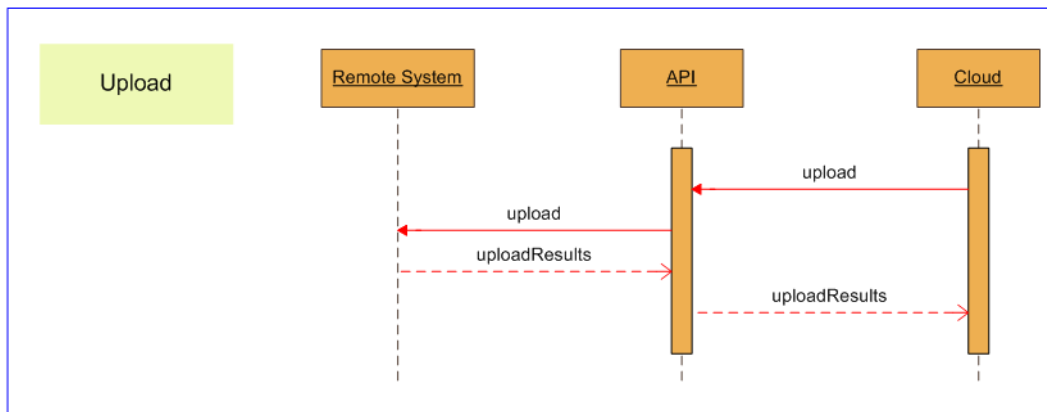 Upload
Remote System
API
Cloud
upload
upload
uploadResults
uploadResults